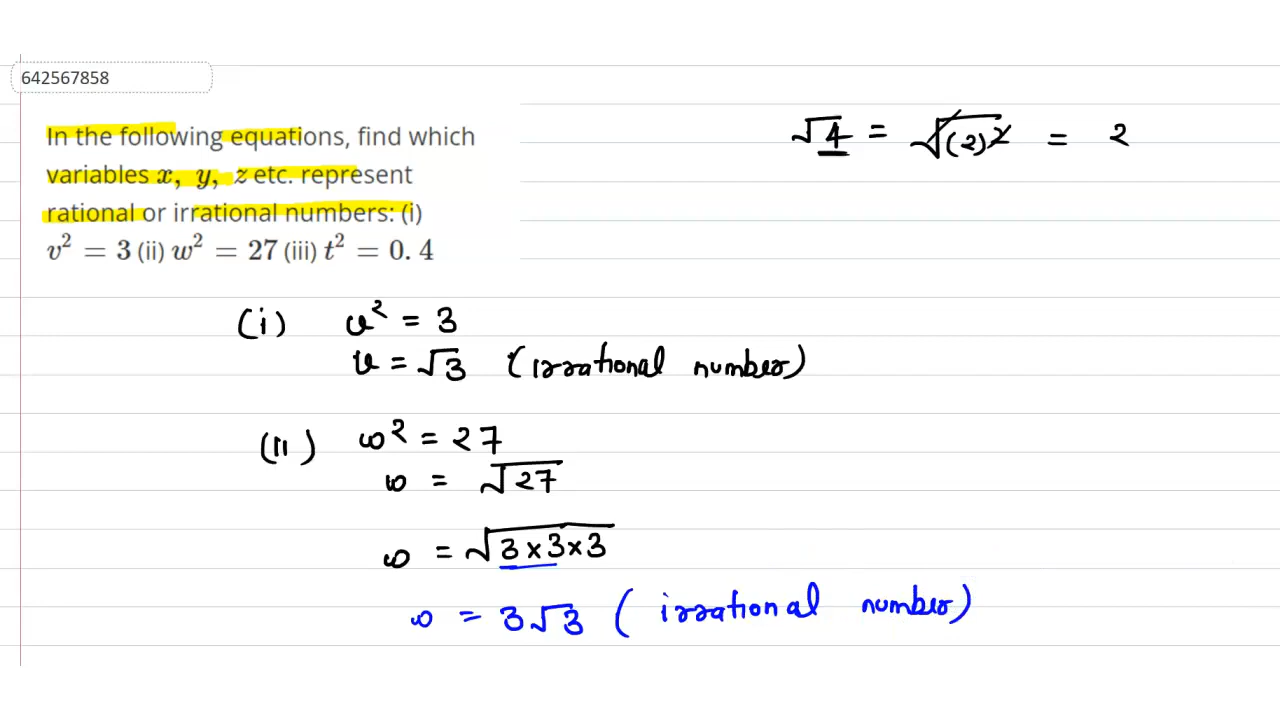 642567858
In the following equations, find which
variables x, y, z etc. represent
rational or irrational numbers: (i)
v² = 3 (ii) w² = 27 (iii) t² = 0. 4
√4 = √(2)² = 2
(i) v² = 3
v = √3 (irrational number)
(II) w² = 27
w = √27
w = √3×3×3
w = 3√3 (irrational number)